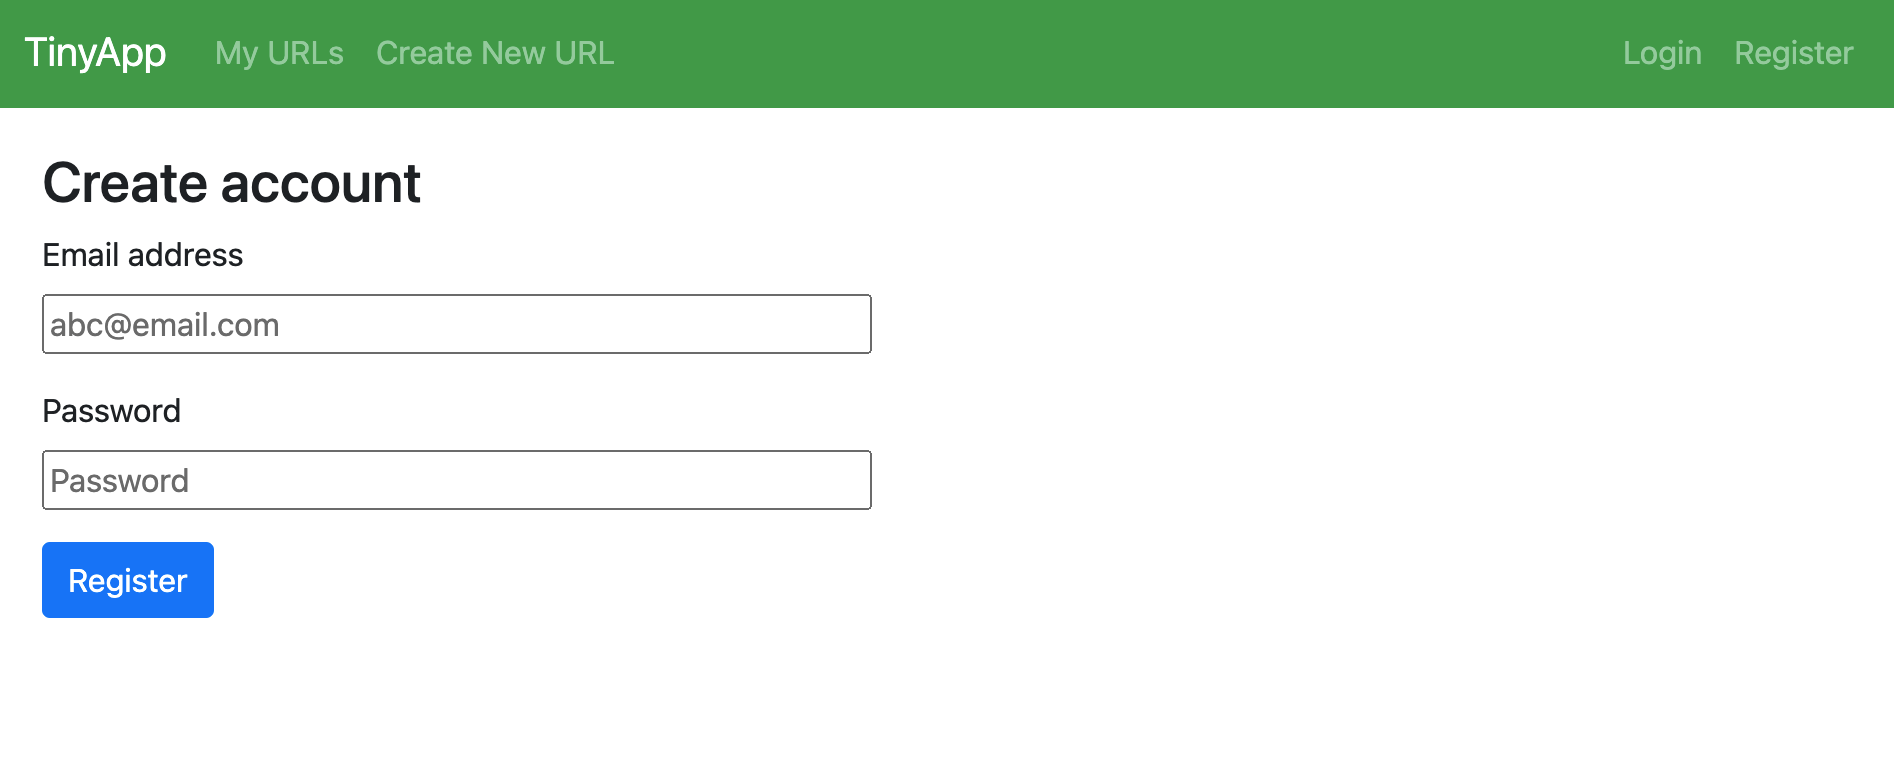 TinyApp My URLs Create New URL Login Register
Create account
Email address
abc@email.com
Password
Password
Register